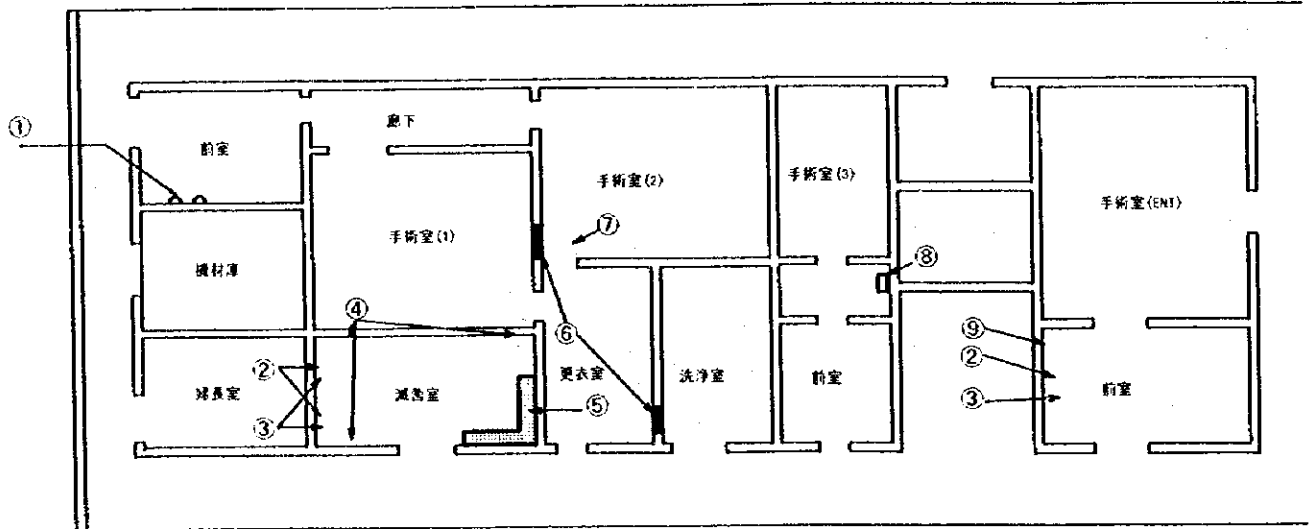 ①
前室
廊下
手術室(2)
手術室(3)
手術室(ENT)
手術室(1)
⑦
機材庫
⑧
④
⑥
⑨
②
婦長室
滅菌室
更衣室
洗浄室
前室
②
前室
③
⑤
③